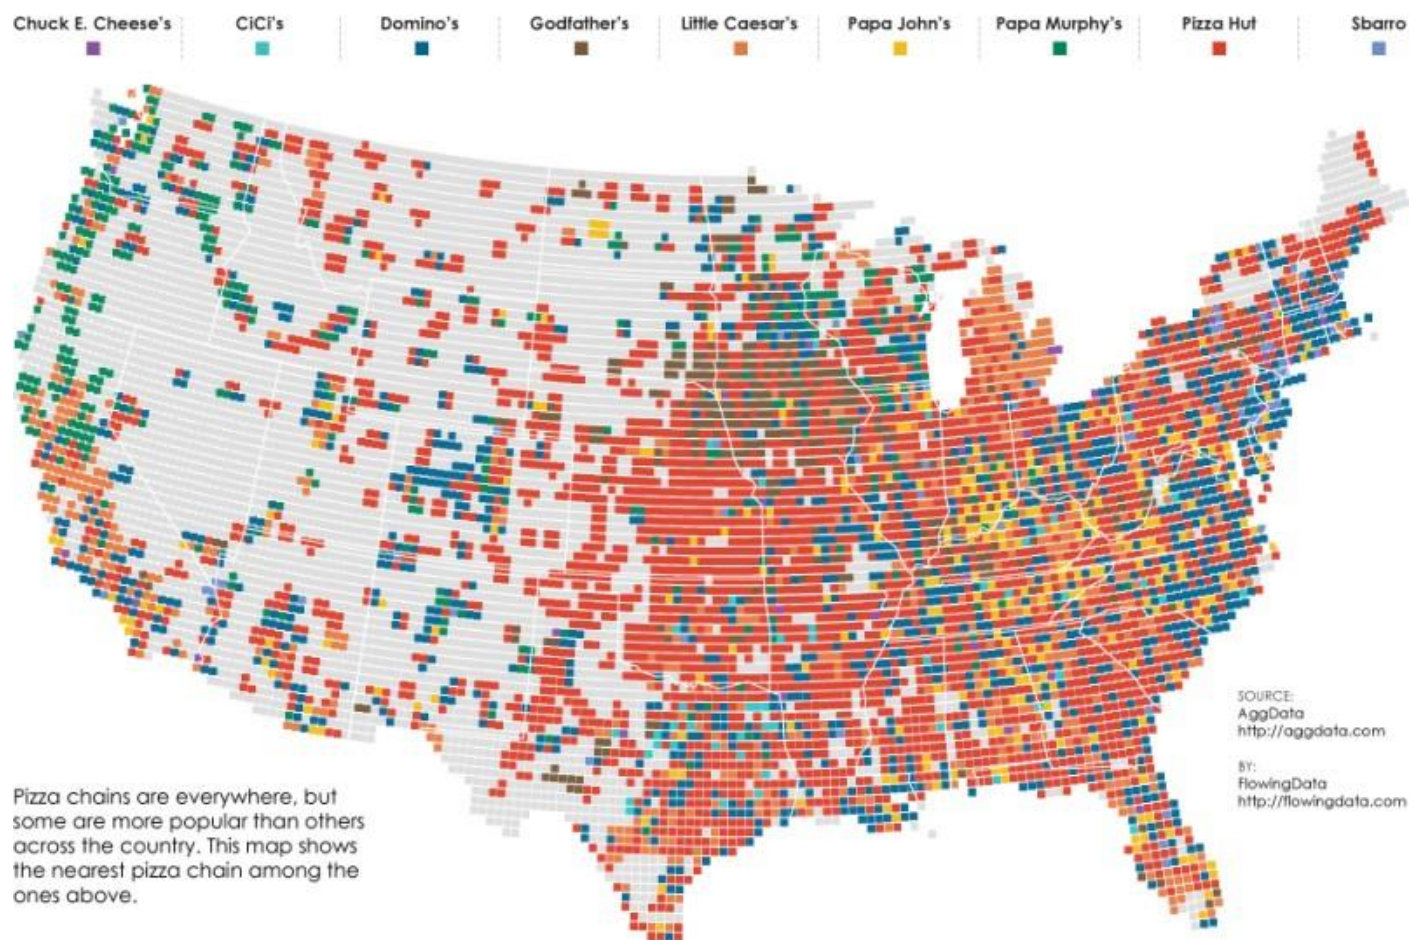 Chuck E. Cheese's CiCi's Domino's Godfather's Little Caesar's Papa John's Papa Murphy's Pizza Hut Sbarro
SOURCE:
AggData
http://aggdata.com
BY:
FlowingData
http://flowingdata.com
Pizza chains are everywhere, but
some are more popular than others
across the country. This map shows
the nearest pizza chain among the
ones above.